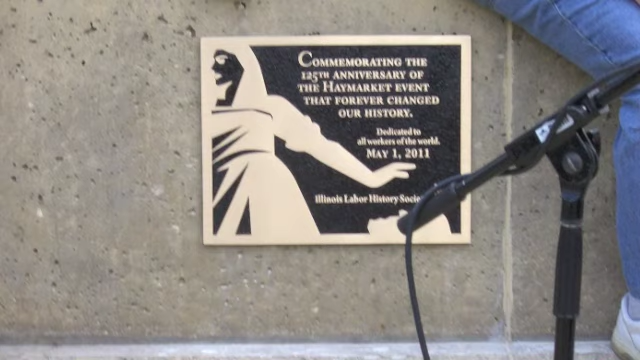 COMMEMORATING THE
125TH ANNIVERSARY OF
THE HAYMARKET EVENT
THAT FOREVER CHANGED
OUR HISTORY.
Dedicated to
all workers of the world.
MAY 1, 2011
Illinois Labor History